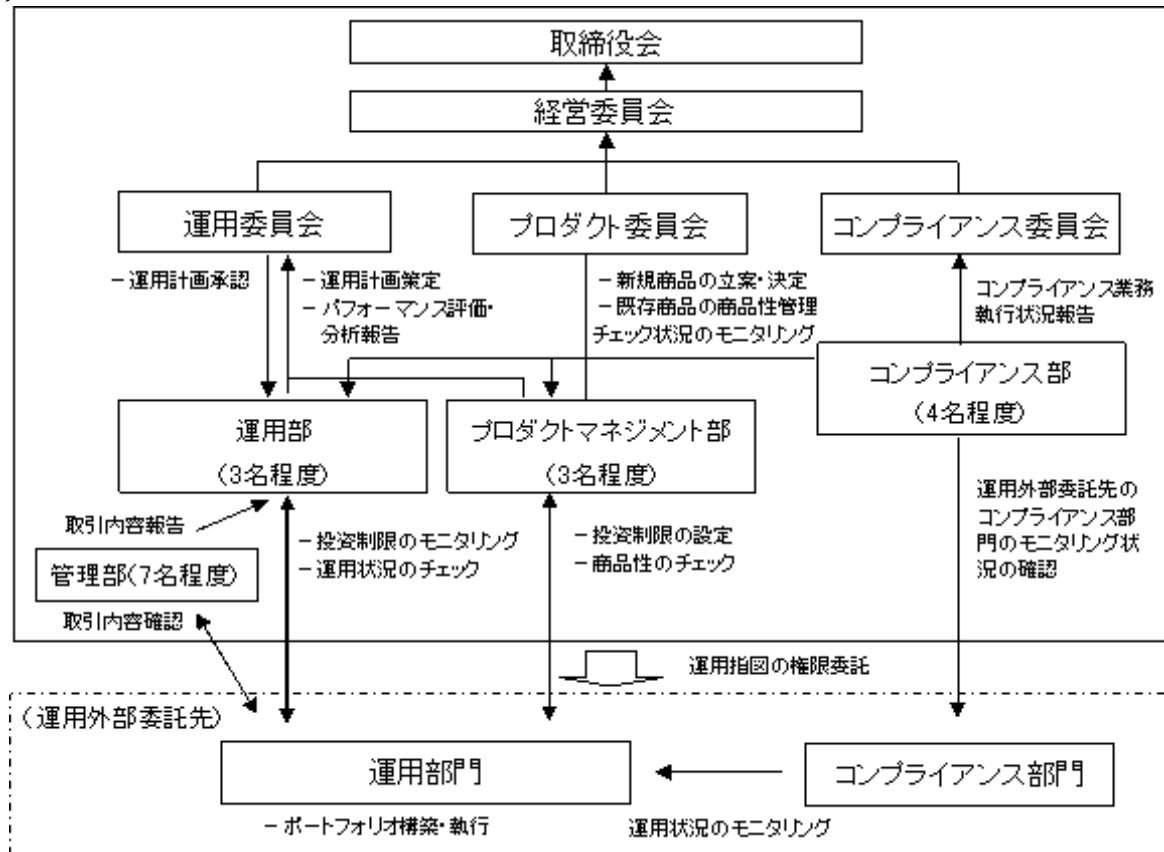 取締役会
経営委員会
運用委員会
プロダクト委員会
コンプライアンス委員会
－運用計画承認
－運用計画策定
－パフォーマンス評価・
分析報告
－新規商品の立案・決定
－既存商品の商品性管理
チェック状況のモニタリング
コンプライアンス業務
執行状況報告
運用部
(3名程度)
プロダクトマネジメント部
(3名程度)
コンプライアンス部
(4名程度)
取引内容報告
管理部(7名程度)
取引内容確認
－投資制限のモニタリング
－運用状況のチェック
－投資制限の設定
－商品性のチェック
運用外部委託先の
コンプライアンス部
門のモニタリング状
況の確認
運用指図の権限委託
(運用外部委託先)
運用部門
コンプライアンス部門
－ポートフォリオ構築・執行
運用状況のモニタリング